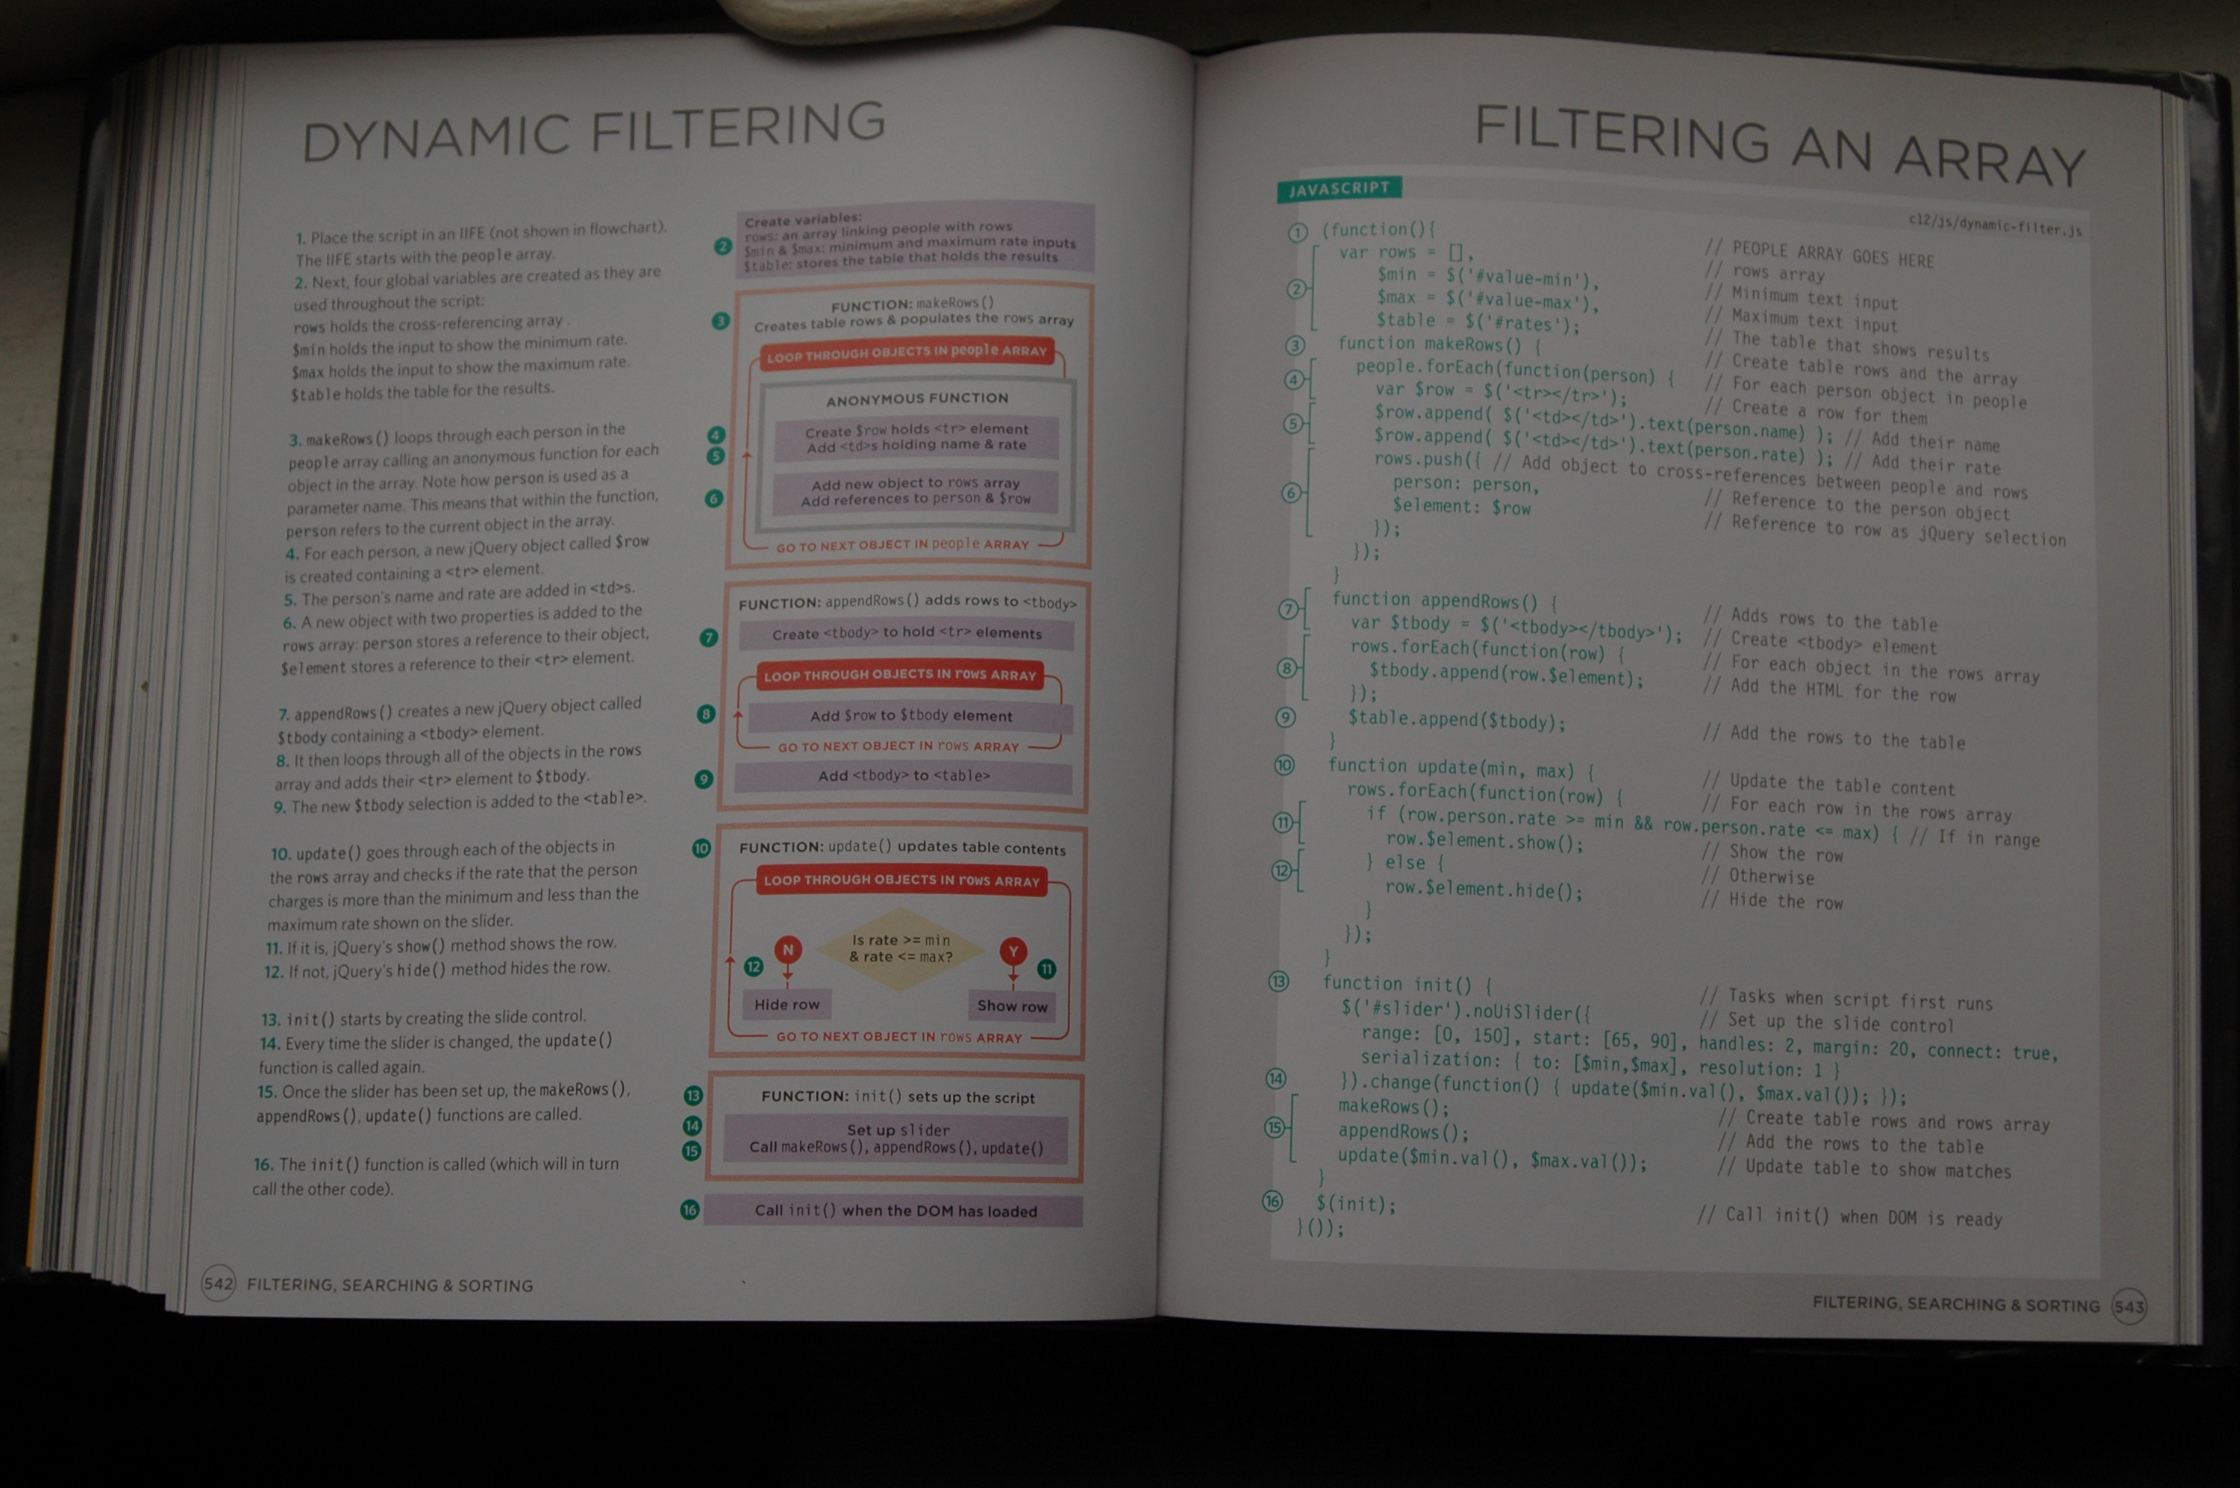 DYNAMIC FILTERING
1. Place the script in an IIFE (not shown in flowchart).
The IIFE starts with the people array.
2. Next, four global variables are created as they are
used throughout the script:
rows holds the cross-referencing array.
$min holds the input to show the minimum rate.
$max holds the input to show the maximum rate.
$table holds the table for the results.
3. makeRows() loops through each person in the
people array calling an anonymous function for each
object in the array. Note how person is used as a
parameter name. This means that within the function,
person refers to the current object in the array.
4. For each person, a new jQuery object called $row
is created containing a <tr> element.
5. The person's name and rate are added in <td>s.
6. A new object with two properties is added to the
rows array: person stores a reference to their object,
$element stores a reference to their <tr> element.
7. appendRows() creates a new jQuery object called
$tbody containing a <tbody> element.
8. It then loops through all of the objects in the rows
array and adds their <tr> element to $tbody.
9. The new $tbody selection is added to the <table>.
10. update() goes through each of the objects in
the rows array and checks if the rate that the person
charges is more than the minimum and less than the
maximum rate shown on the slider.
11. If it is, jQuery's show() method shows the row.
12. If not, jQuery's hide() method hides the row.
13. init() starts by creating the slide control.
14. Every time the slider is changed, the update()
function is called again.
15. Once the slider has been set up, the makeRows(),
appendRows(), update() functions are called.
16. The init() function is called (which will in turn
call the other code).
2
Create variables:
rows: an array linking people with rows
$min & $max: minimum and maximum rate inputs
$table: stores the table that holds the results
3
FUNCTION: makeRows()
Creates table rows & populates the rows array
LOOP THROUGH OBJECTS IN people ARRAY
ANONYMOUS FUNCTION
4 Create $row holds <tr> element
5 Add <td>s holding name & rate
6
Add new object to rows array
Add references to person & $row
GO TO NEXT OBJECT IN people ARRAY
FUNCTION: appendRows() adds rows to <tbody>
7 Create <tbody> to hold <tr> elements
LOOP THROUGH OBJECTS IN rows ARRAY
8 Add $row to $tbody element
GO TO NEXT OBJECT IN rows ARRAY
9 Add <tbody> to <table>
10 FUNCTION: update() updates table contents
LOOP THROUGH OBJECTS IN rows ARRAY
Is rate >= min
& rate <= max?
N Y
12 11
Hide row Show row
GO TO NEXT OBJECT IN rows ARRAY
13 FUNCTION: init() sets up the script
14 Set up slider
15 Call makeRows(), appendRows(), update()
16 Call init() when the DOM has loaded
542 FILTERING, SEARCHING & SORTING
FILTERING AN ARRAY
JAVASCRIPT
c12/js/dynamic-filter.js
1 (function(){ // PEOPLE ARRAY GOES HERE
var rows = [], // rows array
2 $min = $('#value-min'), // Minimum text input
$max = $('#value-max'), // Maximum text input
$table = $('#rates'); // The table that shows results
3 function makeRows() { // Create table rows and the array
4 people.forEach(function(person) { // For each person object in people
var $row = $('<tr></tr>'); // Create a row for them
5 $row.append( $('<td></td>').text(person.name) ); // Add their name
$row.append( $('<td></td>').text(person.rate) ); // Add their rate
rows.push({ // Add object to cross-references between people and rows
6 person: person, // Reference to the person object
$element: $row // Reference to row as jQuery selection
});
});
}
7 function appendRows() { // Adds rows to the table
var $tbody = $('<tbody></tbody>'); // Create <tbody> element
8 rows.forEach(function(row) { // For each object in the rows array
$tbody.append(row.$element); // Add the HTML for the row
});
9 $table.append($tbody); // Add the rows to the table
}
10 function update(min, max) { // Update the table content
rows.forEach(function(row) { // For each row in the rows array
11 if (row.person.rate >= min && row.person.rate <= max) { // If in range
row.$element.show(); // Show the row
12 } else { // Otherwise
row.$element.hide(); // Hide the row
}
});
}
13 function init() { // Tasks when script first runs
$('#slider').noUiSlider({ // Set up the slide control
range: [0, 150], start: [65, 90], handles: 2, margin: 20, connect: true,
serialization: { to: [$min,$max], resolution: 1 }
14 }).change(function() { update($min.val(), $max.val()); });
makeRows(); // Create table rows and rows array
15 appendRows(); // Add the rows to the table
update($min.val(), $max.val()); // Update table to show matches
}
16 $(init); // Call init() when DOM is ready
}());
FILTERING, SEARCHING & SORTING 543